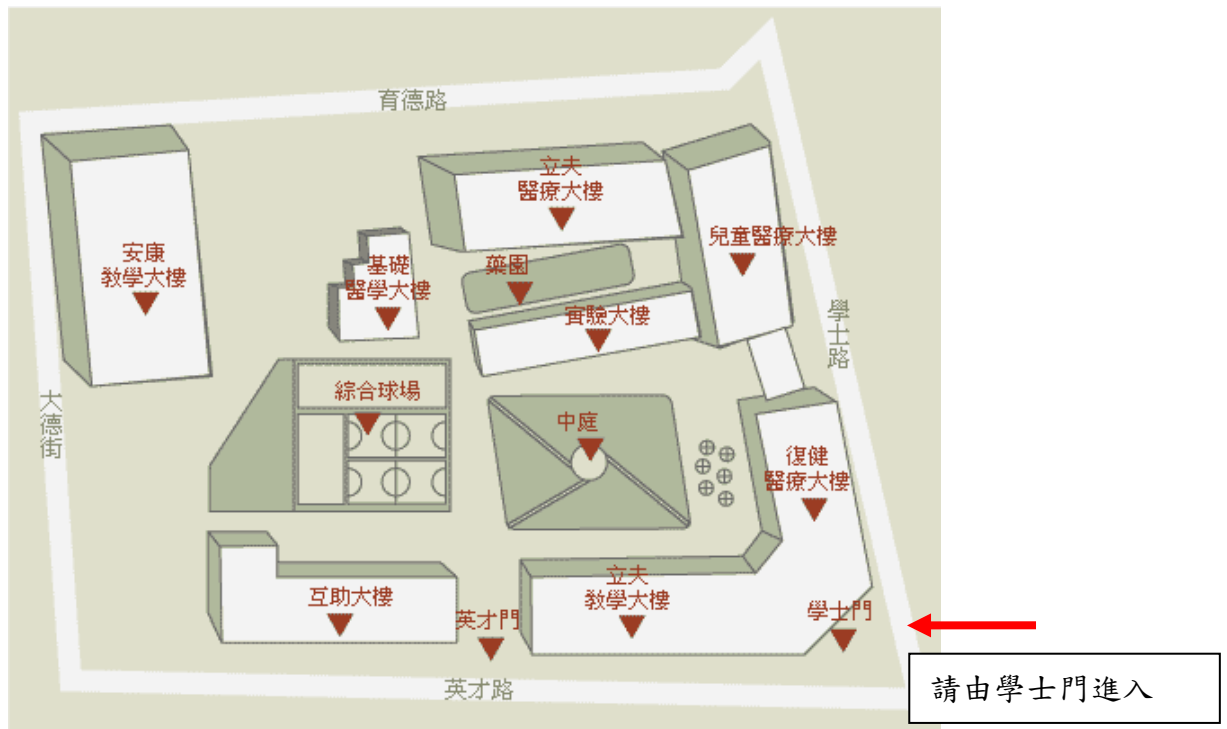 育德路
立夫
醫療大樓
兒童醫療大樓
安康
教學大樓
基礎
醫學大樓
藥園
實驗大樓
學士路
大德街
綜合球場
中庭
復健
醫療大樓
互助大樓
英才門
立夫
教學大樓
學士門
英才路
請由學士門進入